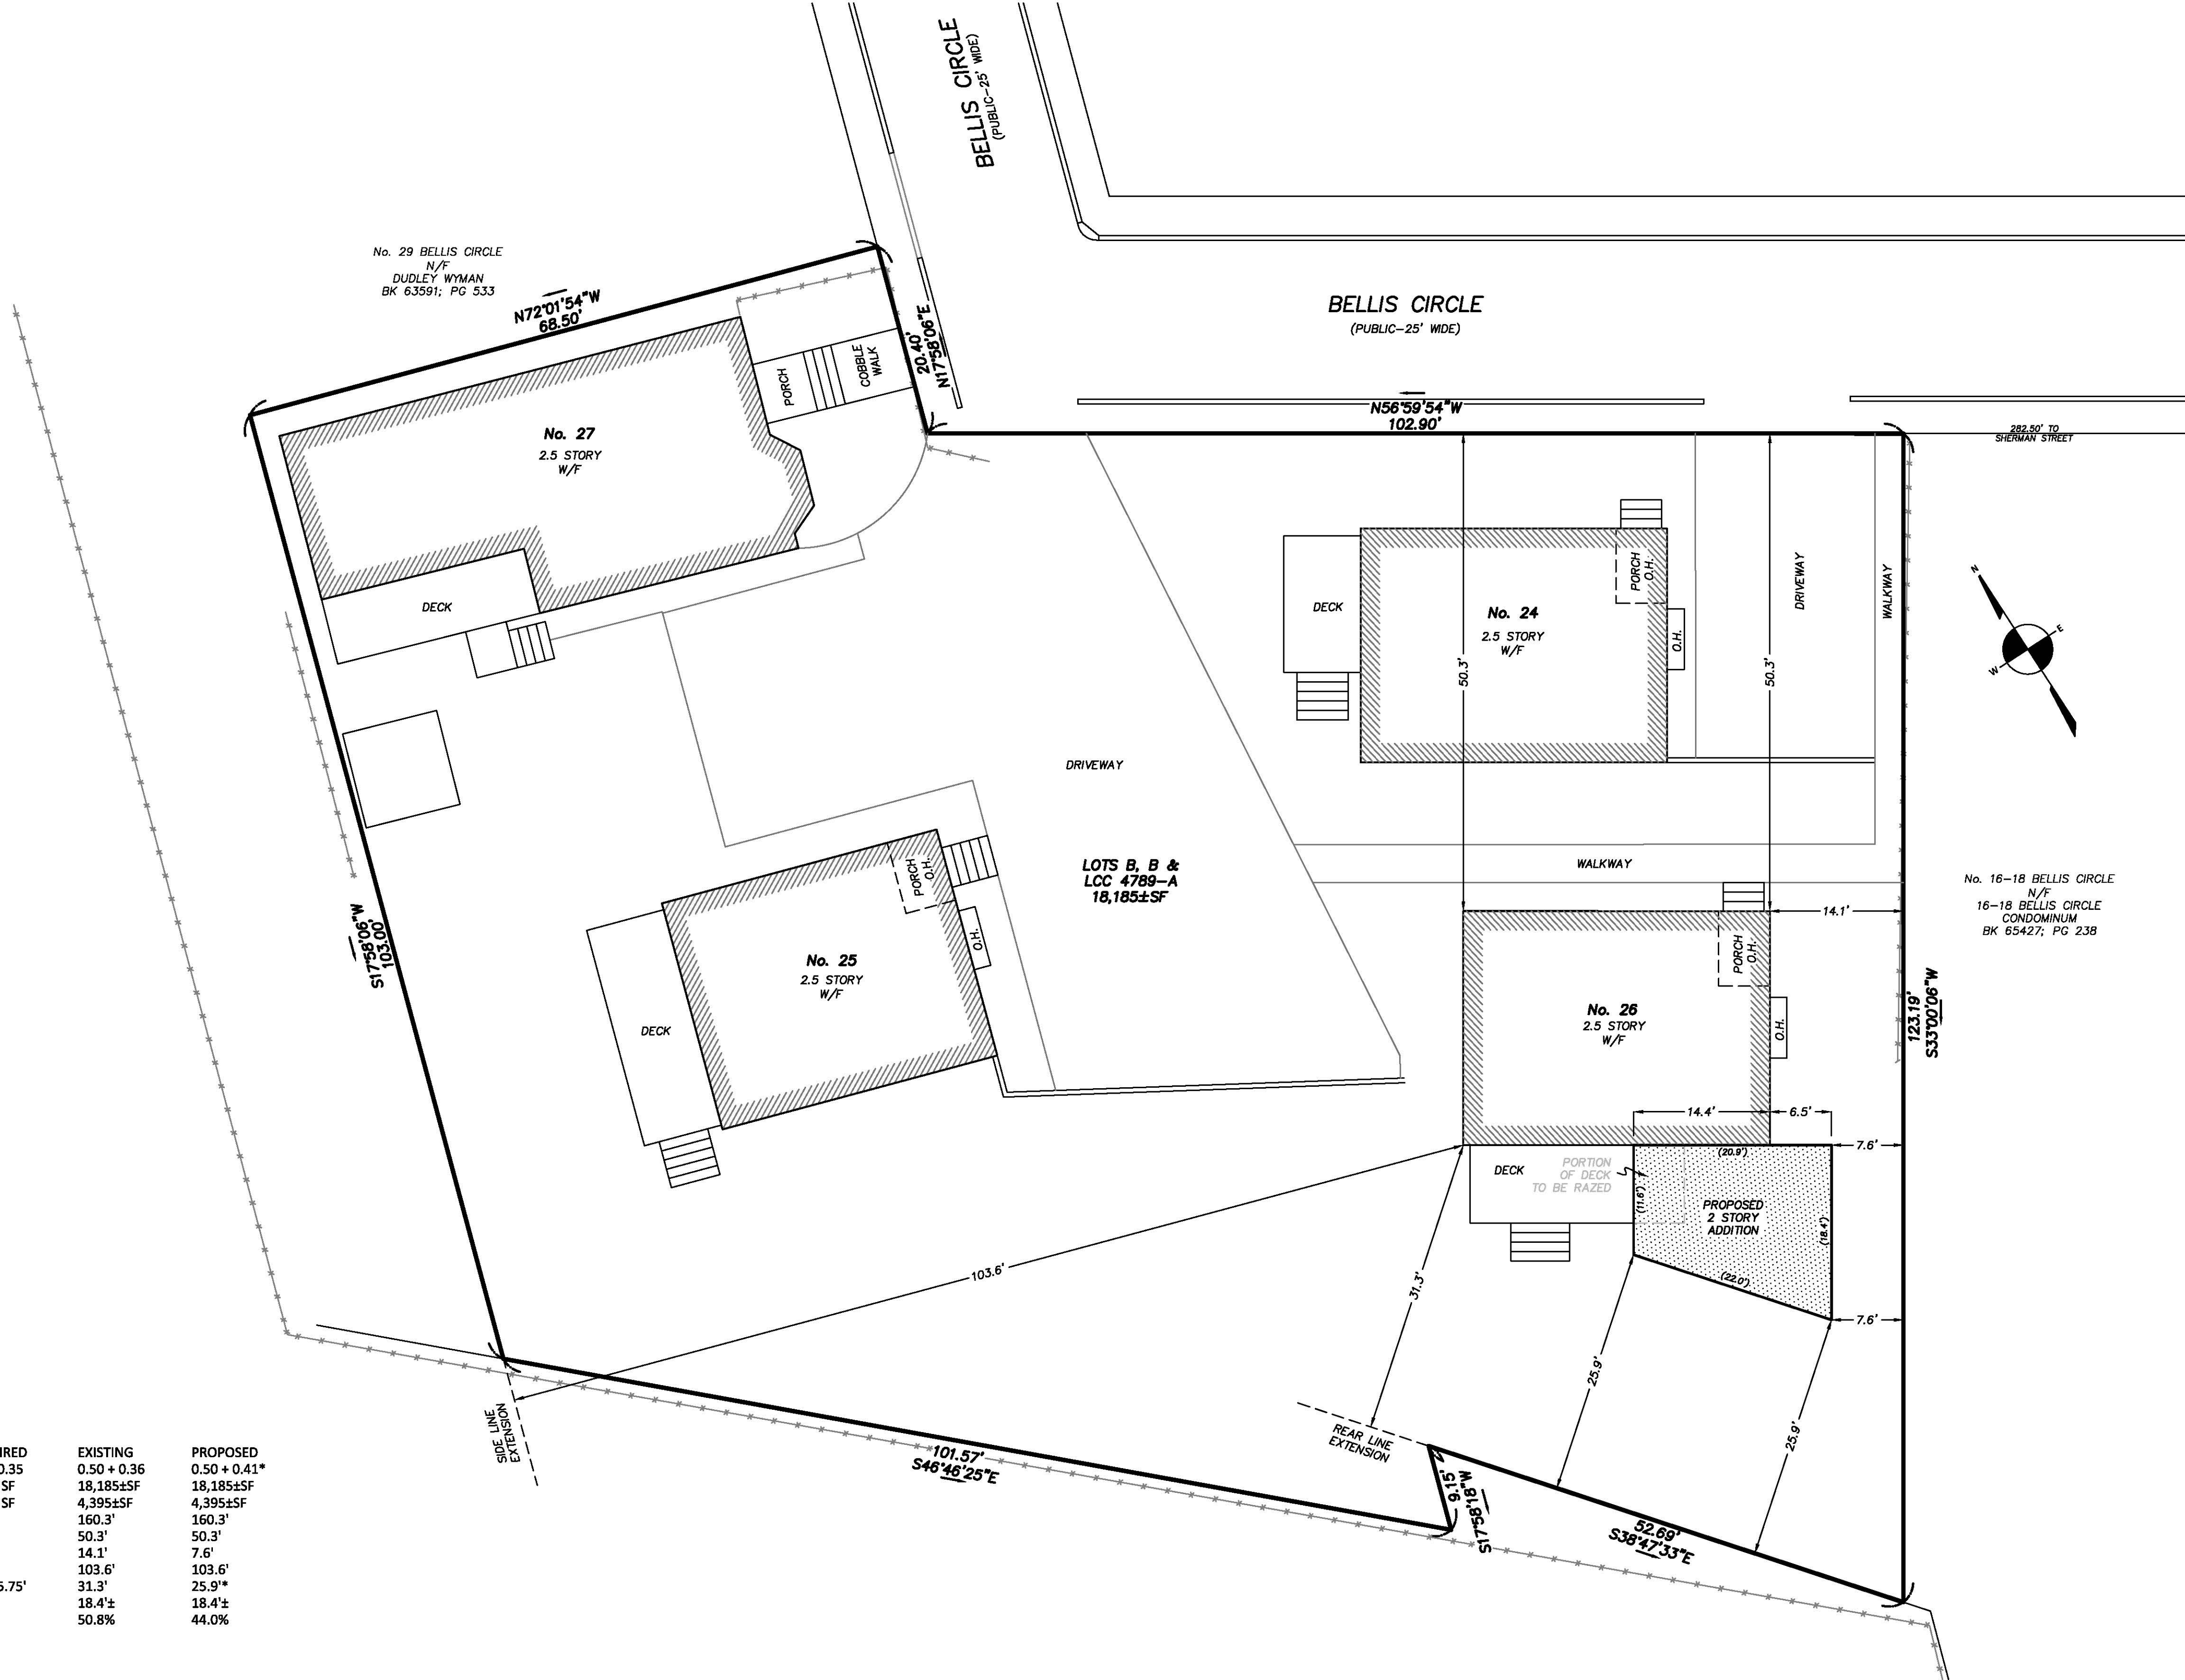 BELLIS CIRCLE
(PUBLIC-25' WIDE)
No. 29 BELLIS CIRCLE
N/F
DUDLEY WYMAN
BK 63591; PG 533
N72°01'54"W
68.50'
20.40'
N17°58'06"E
BELLIS CIRCLE
(PUBLIC-25' WIDE)
N56°59'54"W
102.90'
282.50' TO
SHERMAN STREET
No. 27
2.5 STORY
W/F
PORCH
COBBLE
WALK
DECK
DECK
No. 24
2.5 STORY
W/F
PORCH
O.H.
O.H.
DRIVEWAY
WALKWAY
50.3'
50.3'
N
E
W
DRIVEWAY
LOTS B, B &
LCC 4789-A
18,185±SF
WALKWAY
No. 16-18 BELLIS CIRCLE
N/F
16-18 BELLIS CIRCLE
CONDOMINUM
BK 65427; PG 238
S17°58'06"W
103.00'
No. 25
2.5 STORY
W/F
PORCH
O.H.
O.H.
DECK
14.1'
No. 26
2.5 STORY
W/F
PORCH
O.H.
O.H.
123.19'
S33°00'06"W
14.4'
6.5'
7.6'
DECK
PORTION
OF DECK
TO BE RAZED
(20.9')
(11.6')
PROPOSED
2 STORY
ADDITION
(18.4')
(22.0')
7.6'
103.6'
31.3'
25.9'
25.9'
SIDE LINE
EXTENSION
REAR LINE
EXTENSION
101.57'
S46°46'25"E
9.15'
S17°58'18"W
52.69'
S38°47'33"E
IRED EXISTING PROPOSED
0.35 0.50 + 0.36 0.50 + 0.41*
SF 18,185±SF 18,185±SF
SF 4,395±SF 4,395±SF
160.3' 160.3'
50.3' 50.3'
14.1' 7.6'
103.6' 103.6'
5.75' 31.3' 25.9'*
18.4'± 18.4'±
50.8% 44.0%